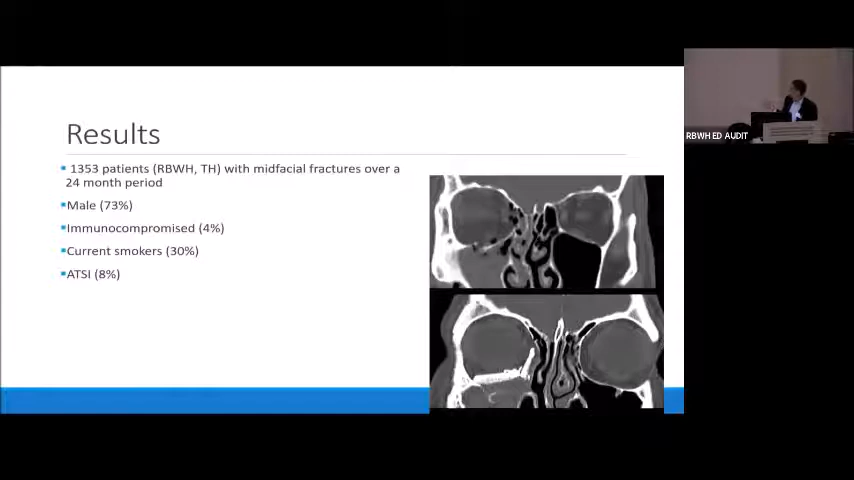 Results
▪ 1353 patients (RBWH, TH) with midfacial fractures over a
24 month period
▪Male (73%)
▪Immunocompromised (4%)
▪Current smokers (30%)
▪ATSI (8%)
RBWH ED AUDIT